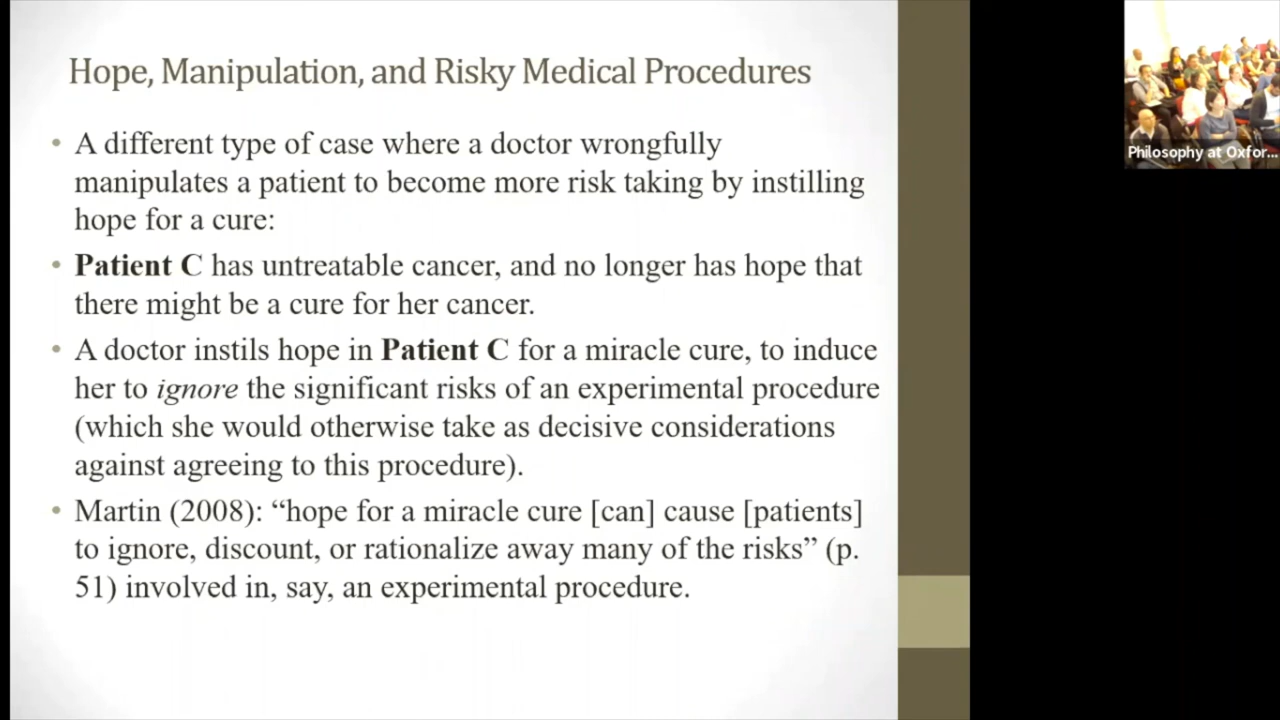 Hope, Manipulation, and Risky Medical Procedures
• A different type of case where a doctor wrongfully
manipulates a patient to become more risk taking by instilling
hope for a cure:
• Patient C has untreatable cancer, and no longer has hope that
there might be a cure for her cancer.
• A doctor instils hope in Patient C for a miracle cure, to induce
her to ignore the significant risks of an experimental procedure
(which she would otherwise take as decisive considerations
against agreeing to this procedure).
• Martin (2008): “hope for a miracle cure [can] cause [patients]
to ignore, discount, or rationalize away many of the risks” (p.
51) involved in, say, an experimental procedure.
Philosophy at Oxfor...